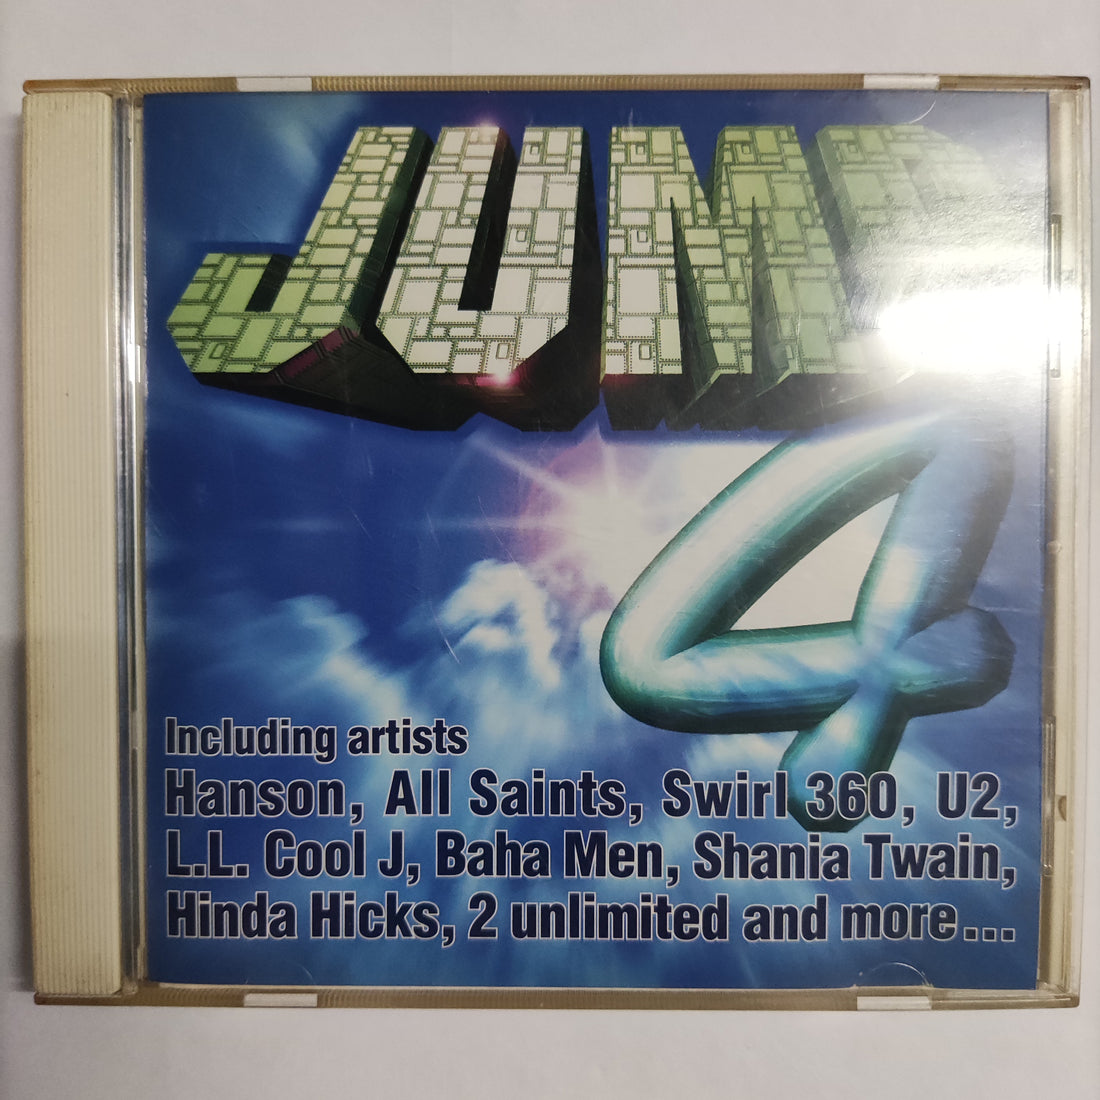 JUMP
4
Including artists
Hanson, All Saints, Swirl 360, U2,
L.L. Cool J, Baha Men, Shania Twain,
Hinda Hicks, 2 unlimited and more...